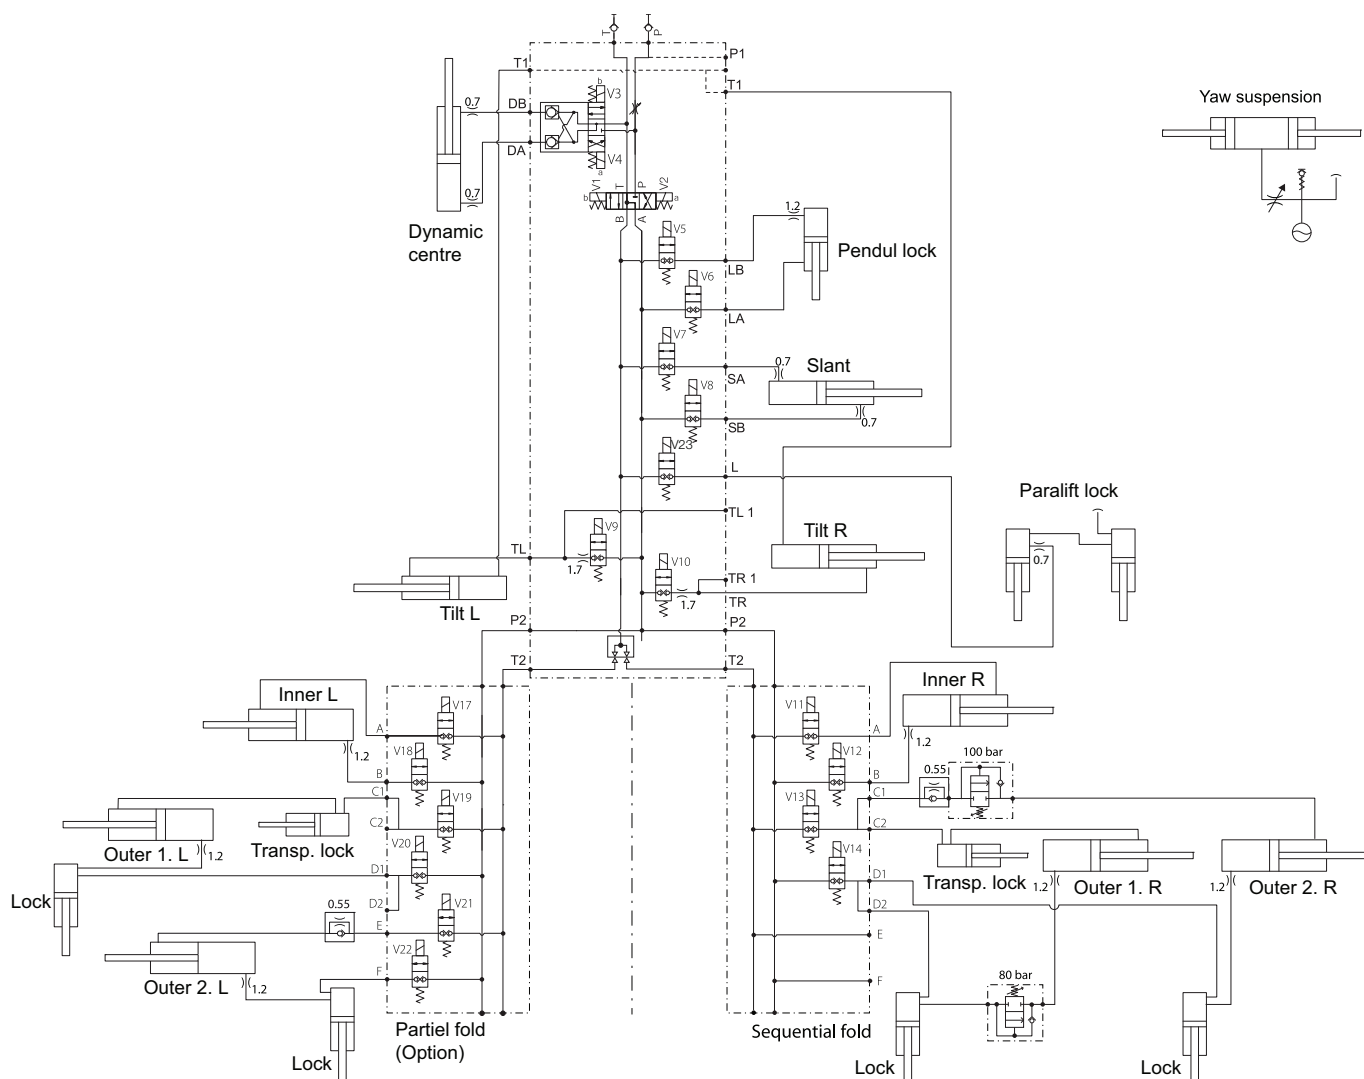 T
P
P1
T1
T1
Yaw suspension
b
V3
0.7
DB
DA
V4
a
0.7
V1
T
P
V2
b
a
B
A
Dynamic
centre
V5
1.2
Pendul lock
LB
V6
LA
V7
0.7
Slant
SA
V8
SB
0.7
V23
L
Paralift lock
TL 1
V9
Tilt R
TL
1.7
V10
0.7
TR 1
1.7
TR
Tilt L
P2
P2
T2
T2
Inner L
Inner R
V17
V11
A
A
V18
V12
1.2
1.2
100 bar
B
B
C1
C1
0.55
V19
V13
C2
C2
V20
V14
Outer 1. L
1.2
Transp. lock
D1
D1
Transp. lock
1.2
Outer 1. R
1.2
Outer 2. R
Lock
D2
D2
0.55
V21
E
E
V22
F
F
80 bar
Outer 2. L
1.2
Partiel fold
(Option)
Sequential fold
Lock
Lock
Lock